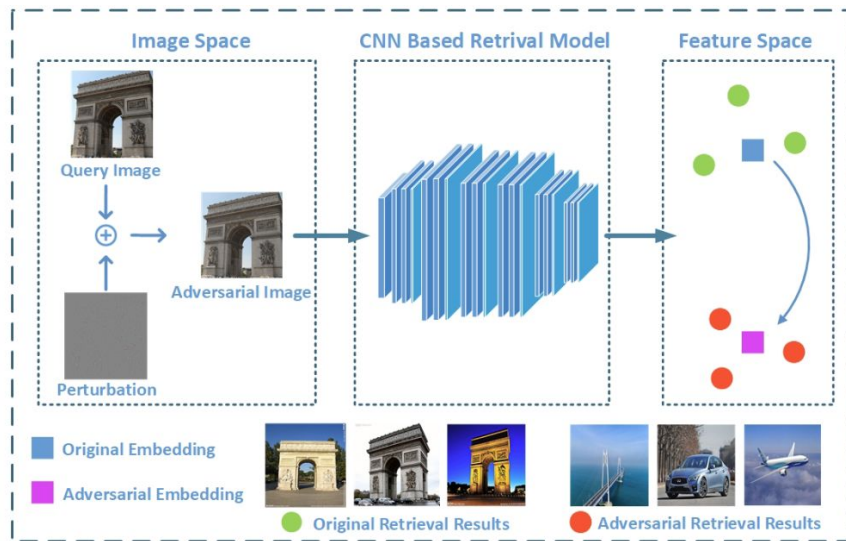 Image Space
CNN Based Retrival Model
Feature Space
Query Image
Adversarial Image
Perturbation
Original Embedding
Adversarial Embedding
Original Retrieval Results
Adversarial Retrieval Results